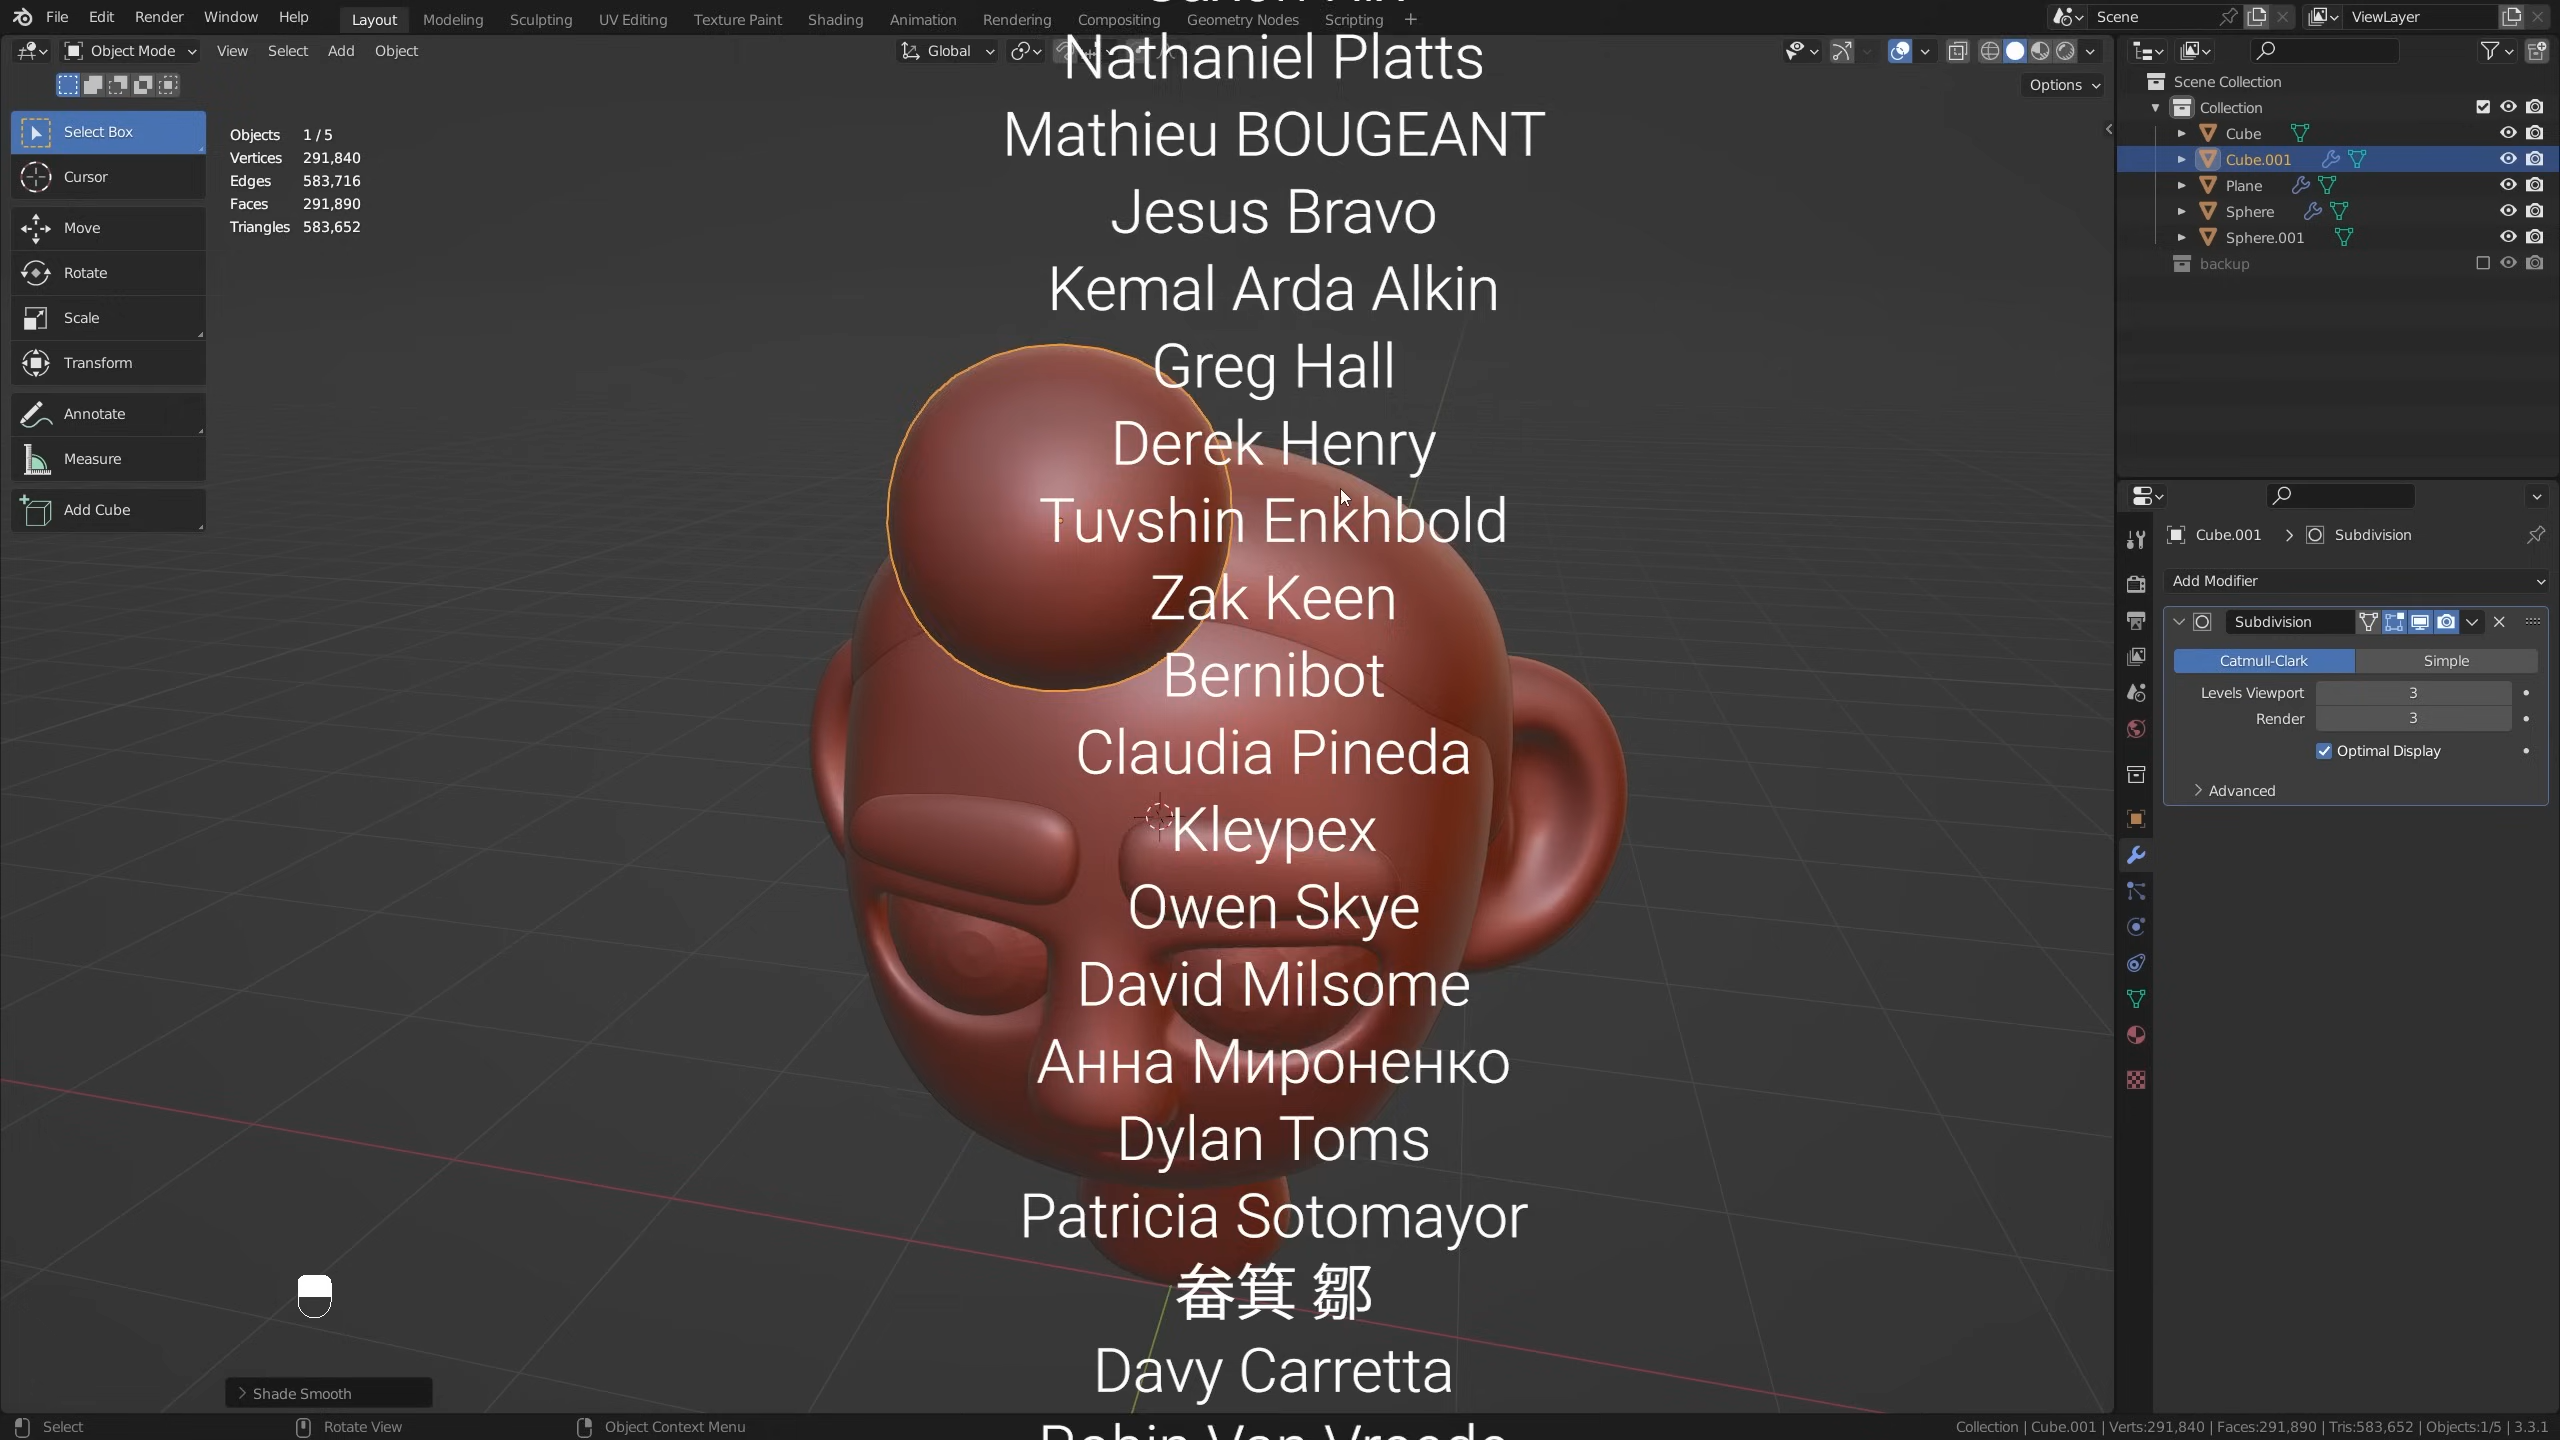 File Edit Render Window Help Layout Modeling Sculpting UV Editing Texture Paint Shading Animation Rendering Compositing Geometry Nodes Scripting + Scene ViewLayer
Object Mode View Select Add Object Global
Options
Select Box
Cursor
Move
Rotate
Scale
Transform
Annotate
Measure
Add Cube
Objects 1 / 5
Vertices 291,840
Edges 583,716
Faces 291,890
Triangles 583,652
Nathaniel Platts
Mathieu BOUGEANT
Jesus Bravo
Kemal Arda Alkin
Greg Hall
Derek Henry
Tuvshin Enkhbold
Zak Keen
Bernibot
Claudia Pineda
Kleypex
Owen Skye
David Milsome
Анна Мироненко
Dylan Toms
Patricia Sotomayor
畚箕 邹
Davy Carretta
Scene Collection
Collection
Cube
Cube.001
Plane
Sphere
Sphere.001
backup
Cube.001 > Subdivision
Add Modifier
Subdivision
Catmull-Clark Simple
Levels Viewport 3
Render 3
Optimal Display
Advanced
Shade Smooth
Select Rotate View Object Context Menu Collection | Cube.001 | Verts:291,840 | Faces:291,890 | Tris:583,652 | Objects:1/5 | 3.3.1